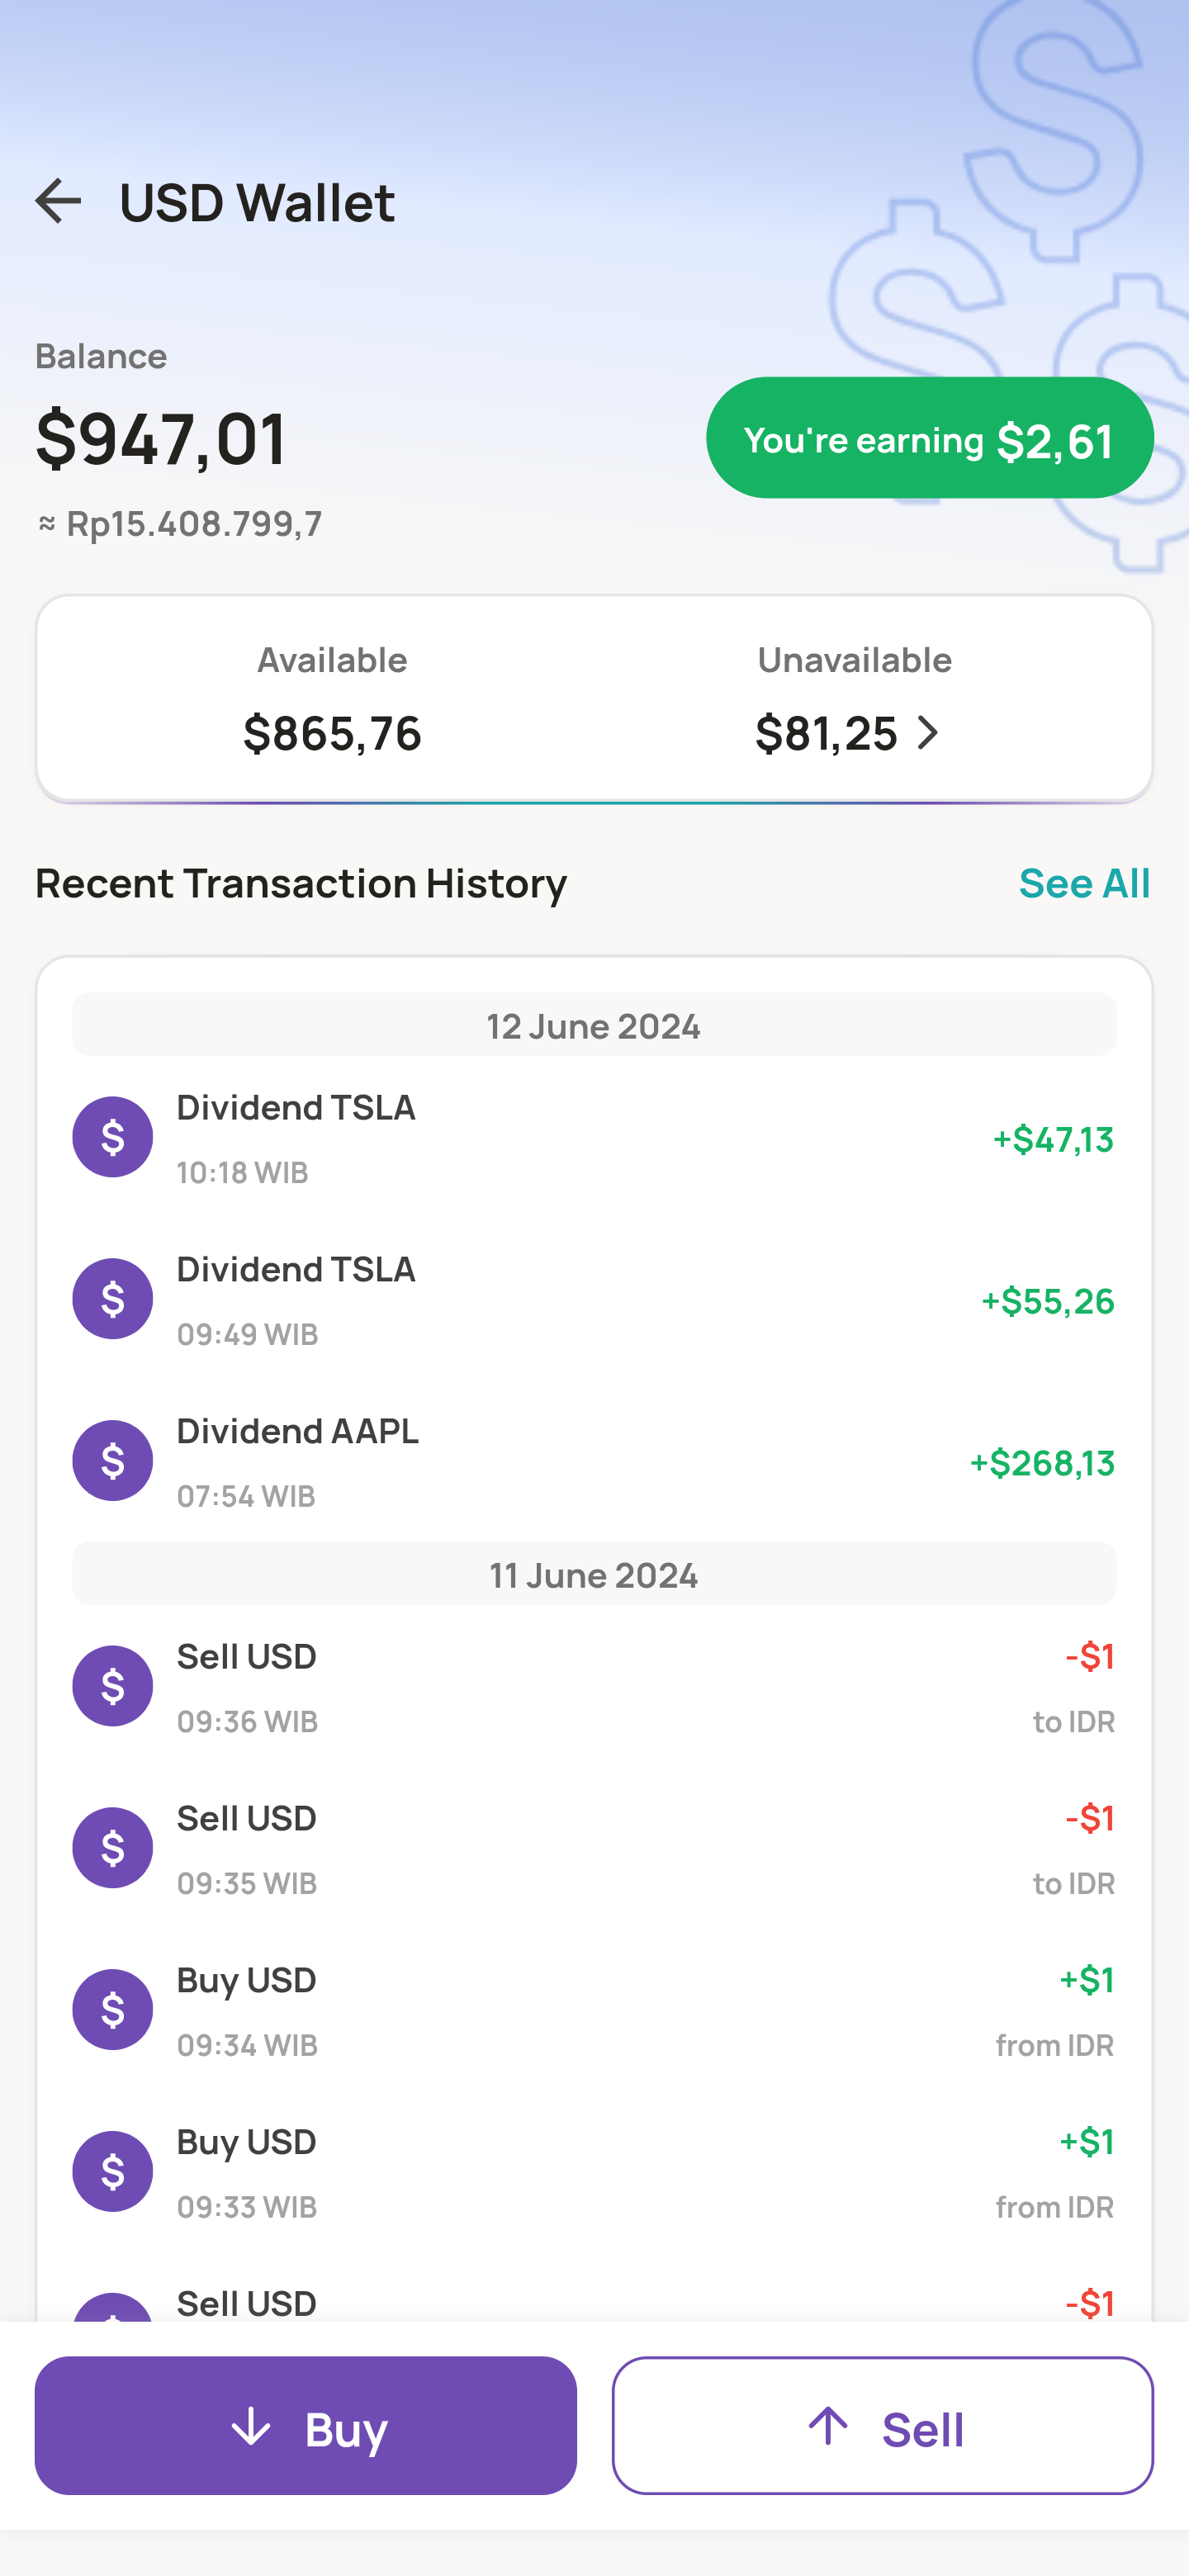 USD Wallet
Balance
$947,01
You're earning $2,61
≈ Rp15.408.799,7
Available Unavailable
$865,76 $81,25
Recent Transaction History See All
12 June 2024
Dividend TSLA
+$47,13
10:18 WIB
Dividend TSLA
+$55,26
09:49 WIB
Dividend AAPL
+$268,13
07:54 WIB
11 June 2024
Sell USD -$1
09:36 WIB to IDR
Sell USD -$1
09:35 WIB to IDR
Buy USD +$1
09:34 WIB from IDR
Buy USD +$1
09:33 WIB from IDR
Sell USD -$1
Buy Sell